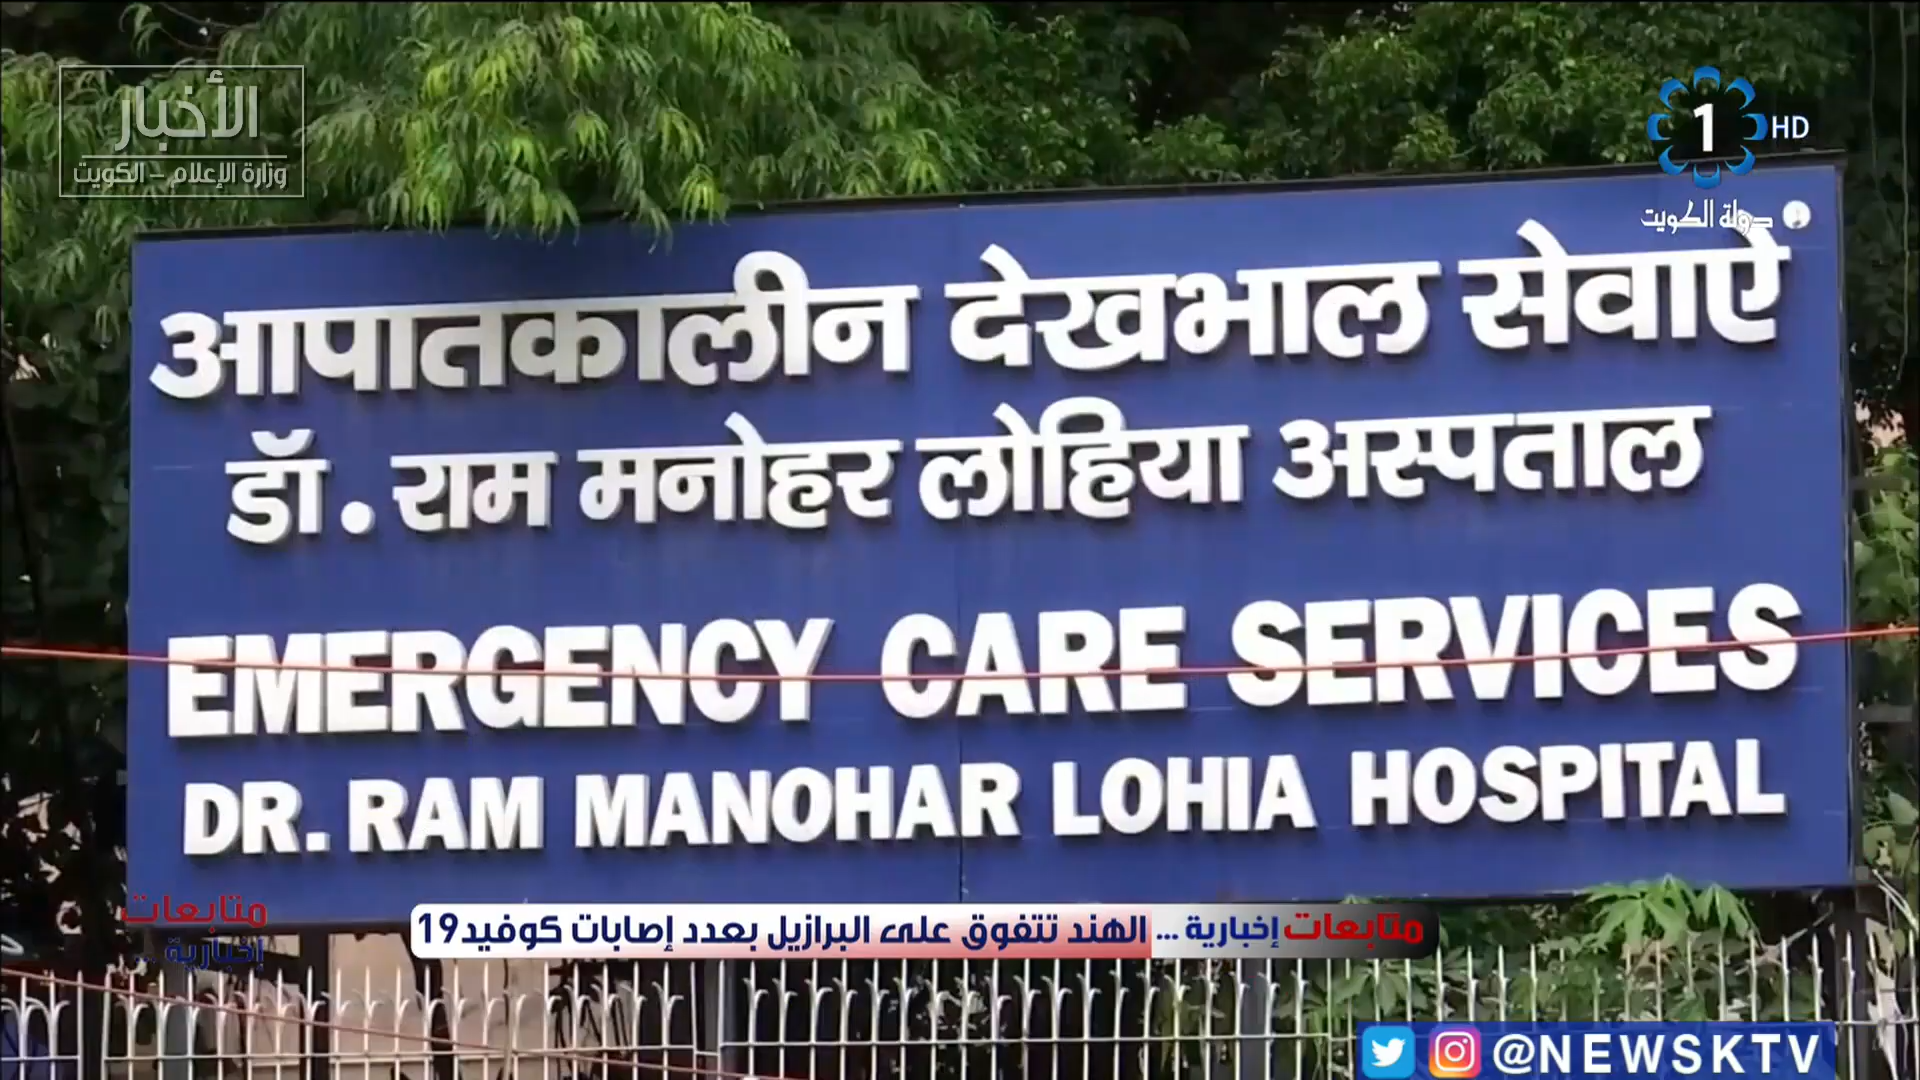 الأخبار
وزارة الإعلام – الكويت
1 HD
دولة الكويت
आपातकालीन देखभाल सेवाऐं
डॉ. राम मनोहर लोहिया अस्पताल
EMERGENCY CARE SERVICES
DR. RAM MANOHAR LOHIA HOSPITAL
متابعات
إخبارية ...
متابعات إخبارية ... الهند تتفوق على البرازيل بعدد إصابات كوفيد19
@NEWSKTV